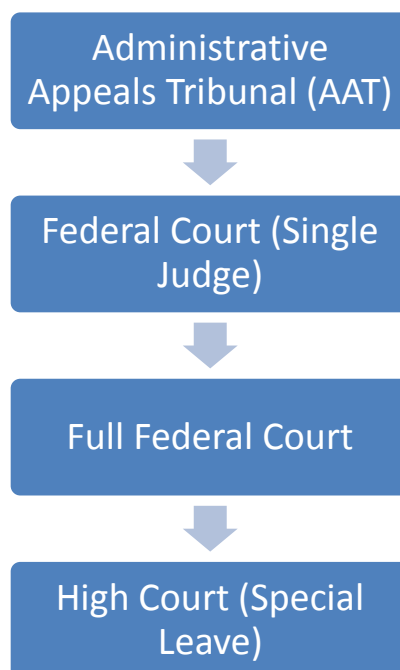 Administrative
Appeals Tribunal (AAT)
Federal Court (Single
Judge)
Full Federal Court
High Court (Special
Leave)